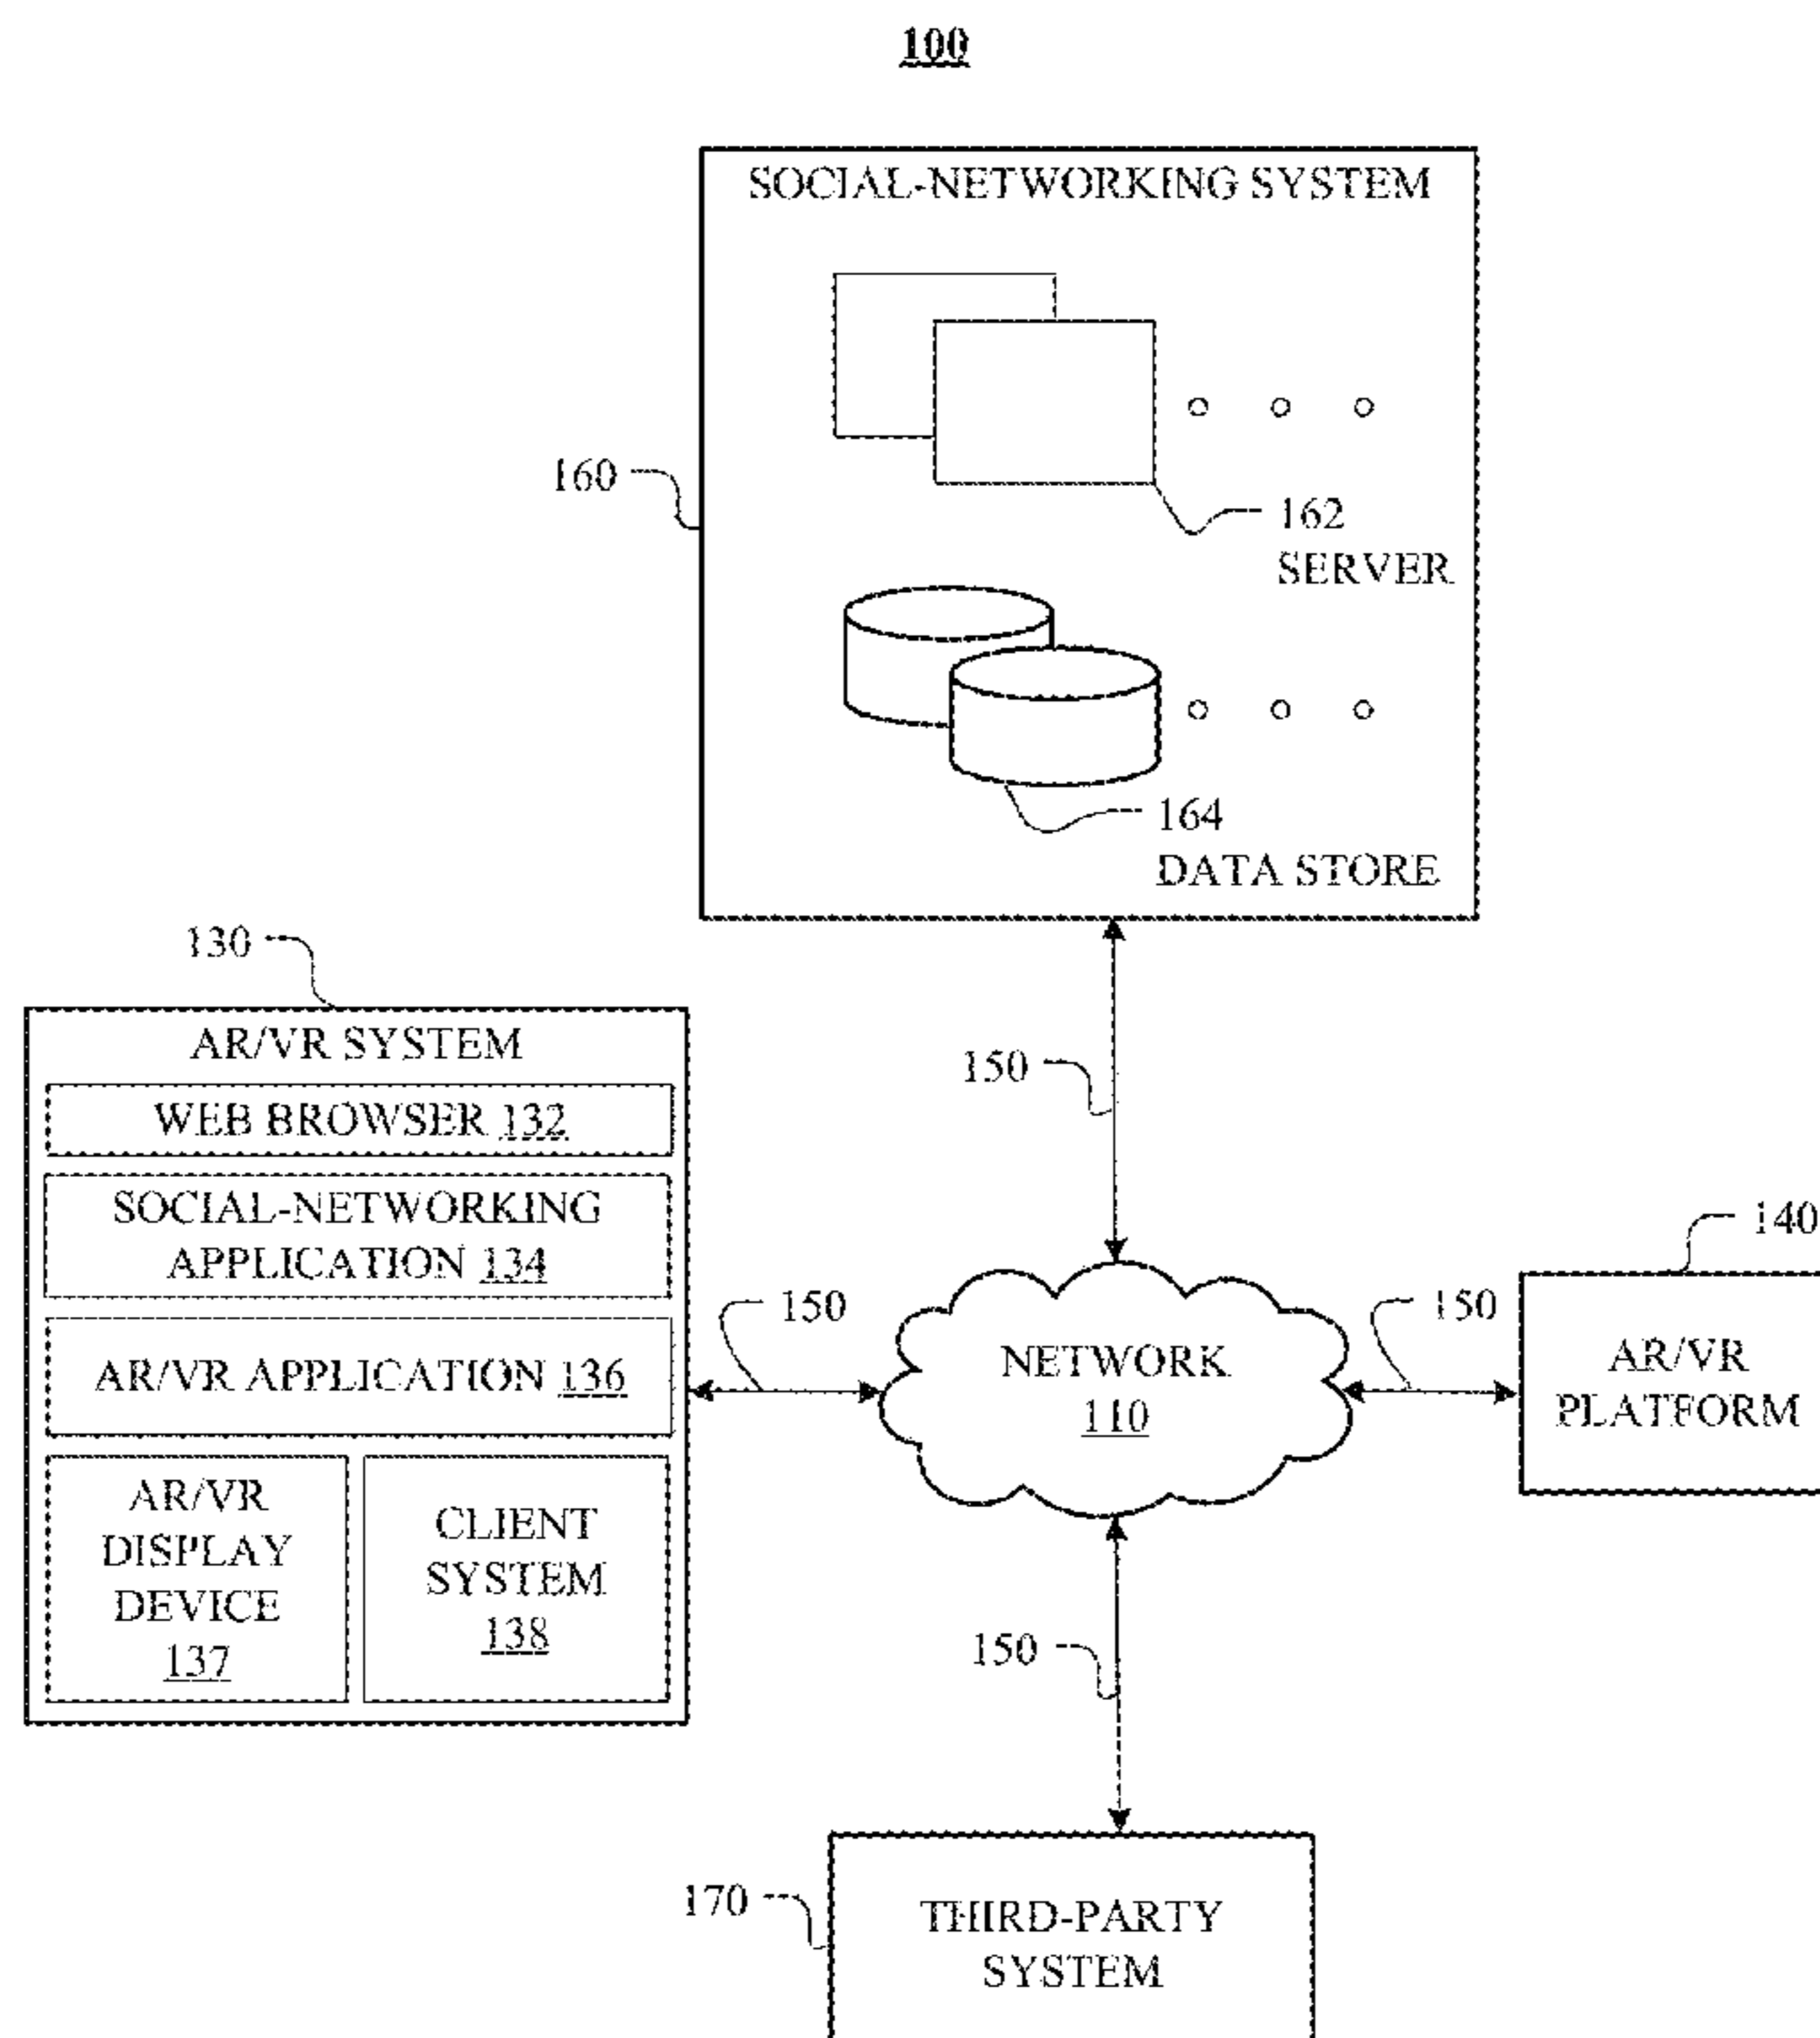 100
SOCIAL-NETWORKING SYSTEM
160
162
SERVER
164
DATA STORE
130
AR/VR SYSTEM
WEB BROWSER 132
SOCIAL-NETWORKING
APPLICATION 134
AR/VR APPLICATION 136
AR/VR
DISPLAY
DEVICE
137
CLIENT
SYSTEM
138
150
150
NETWORK
110
150
140
AR/VR
PLATFORM
150
170
THIRD-PARTY
SYSTEM